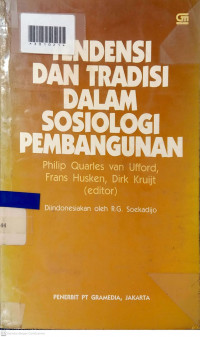 TENDENSI
DAN TRADISI
DALAM
SOSIOLOGI
PEMBANGUNAN
Philip Quarles van Ufford,
Frans Husken, Dirk Kruijt
(editor)
Diindonesiakan oleh R.G. Soekadijo
PENERBIT PT GRAMEDIA, JAKARTA